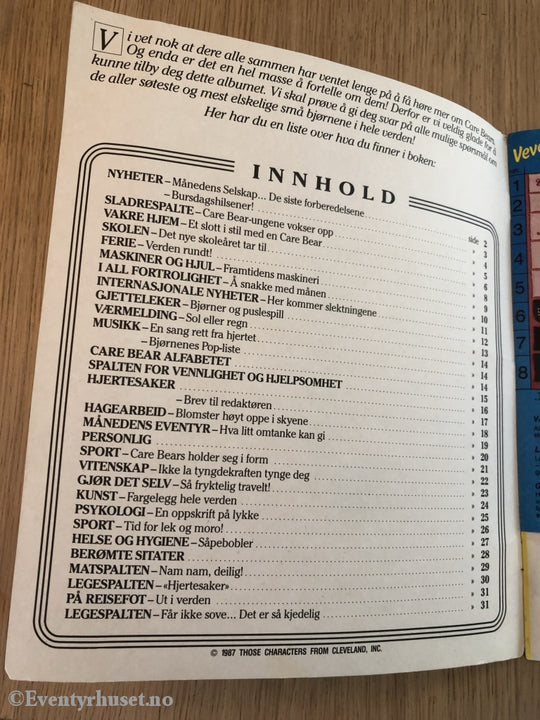 Vi vet nok at dere alle sammen har ventet lenge på å få høre mer om Care Bears.
Og enda er det en hel masse å fortelle om dem! Derfor er vi veldig glade for å
kunne tilby deg dette albumet. Vi skal prøve å gi deg svar på alle mulige spørsmål om
de aller søteste og mest elskelige små bjørnene i hele verden!
Her har du en liste over hva du finner i boken:
INNHOLD
NYHETER – Månedens Selskap... De siste forberedelsene side 2
– Bursdagshilsener! » 3
SLADRESPALTE – Care Bear-ungene vokser opp » 4
VAKRE HJEM – Et slott i stil med en Care Bear » 5
SKOLEN – Det nye skoleåret tar til » 6
FERIE – Verden rundt! » 8
MASKINER OG HJUL – Framtidens maskineri » 9
I ALL FORTROLIGHET – Å snakke med månen » 10
INTERNASJONALE NYHETER – Her kommer slektningene » 11
GJETTELEKER – Bjørner og puslespill » 12
VÆRMELDING – Sol eller regn » 13
MUSIKK – En sang rett fra hjertet » 14
– Bjørnenes Pop-liste » 14
CARE BEAR ALFABETET » 14
SPALTEN FOR VENNLIGHET OG HJELPSOMHET » 15
HJERTESAKER » 16
– Brev til redaktøren » 17
HAGEARBEID – Blomster høyt oppe i skyene » 18
MÅNEDENS EVENTYR – Hva litt omtanke kan gi » 19
PERSONLIG » 20
SPORT – Care Bears holder seg i form » 21
VITENSKAP – Ikke la tyngdekraften tynge deg » 22
GJØR DET SELV – Så fryktelig travelt! » 23
KUNST – Fargelegg hele verden » 24
PSYKOLOGI – En oppskrift på lykke » 25
SPORT – Tid for lek og moro! » 26
HELSE OG HYGIENE – Såpebobler » 27
BERØMTE SITATER » 28
MATSPALTEN – Nam nam, deilig! » 29
LEGESPALTEN – «Hjertesaker» » 30
PÅ REISEFOT – Ut i verden » 31
LEGESPALTEN – Får ikke sove... Det er så kjedelig » 31
© 1987 THOSE CHARACTERS FROM CLEVELAND, INC.
1
2
3
4
5
6
7
8
©Eventyrhuset.no